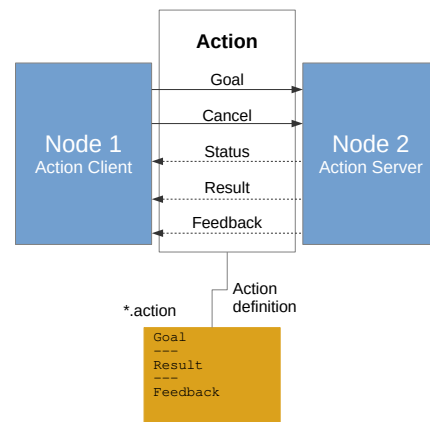 Action
Goal
Cancel
Status
Result
Feedback
Node 1
Action Client
Node 2
Action Server
Action
definition
*.action
Goal
---
Result
---
Feedback